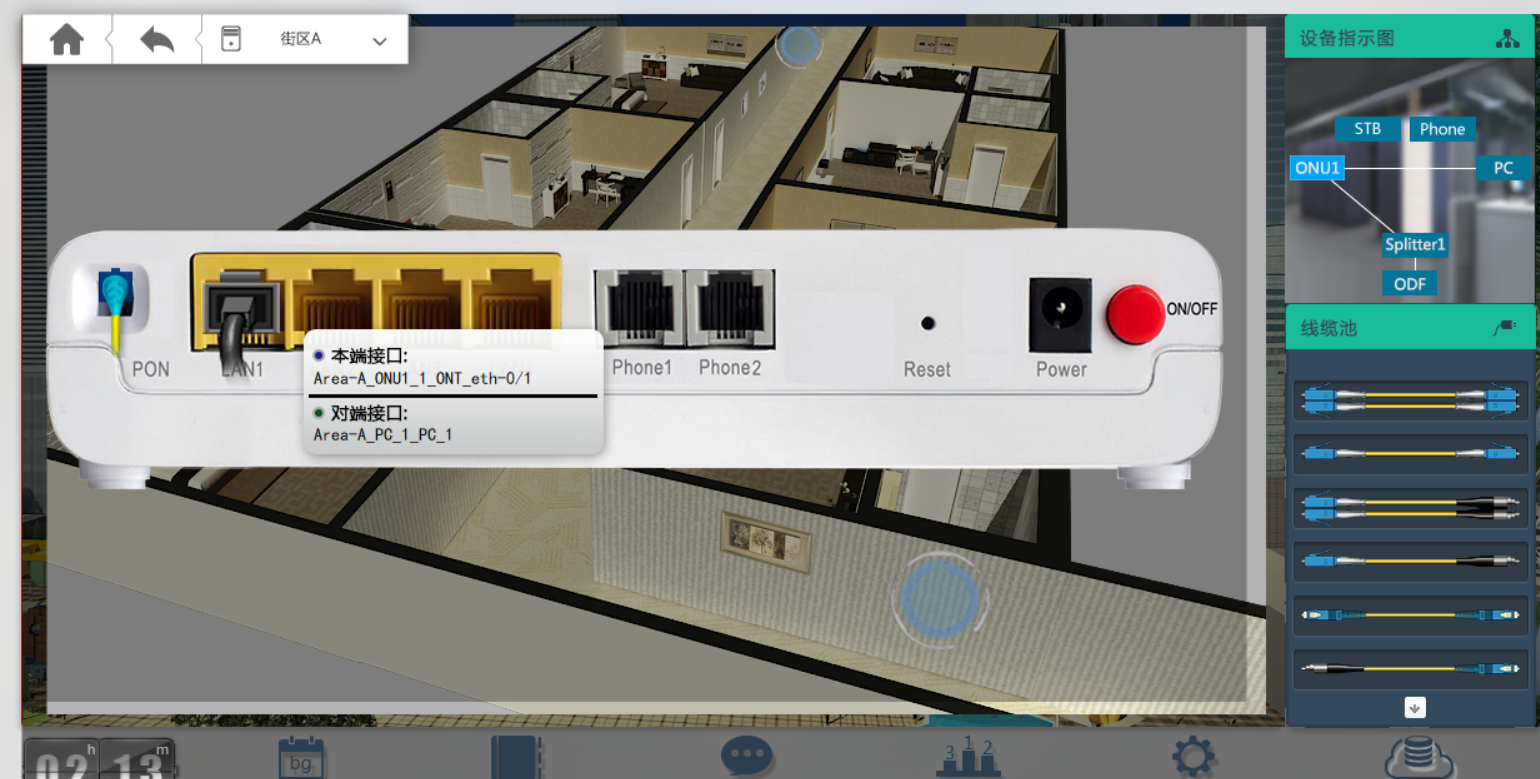 街区A
设备指示图
STB
Phone
ONU1
PC
Splitter1
ODF
线缆池
ON/OFF
PON
LAN1
Phone1
Phone2
Reset
Power
本端接口:
Area-A_ONU1_1_ONT_eth-0/1
对端接口:
Area-A_PC_1_PC_1
02 h 13 m
bg
3 1 2